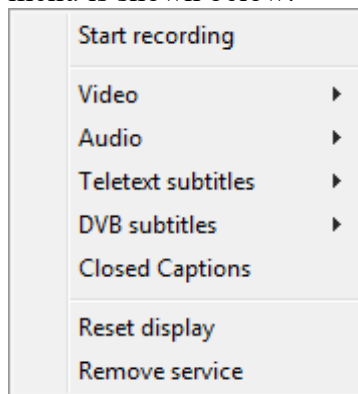 Start recording
Video
Audio
Teletext subtitles
DVB subtitles
Closed Captions
Reset display
Remove service